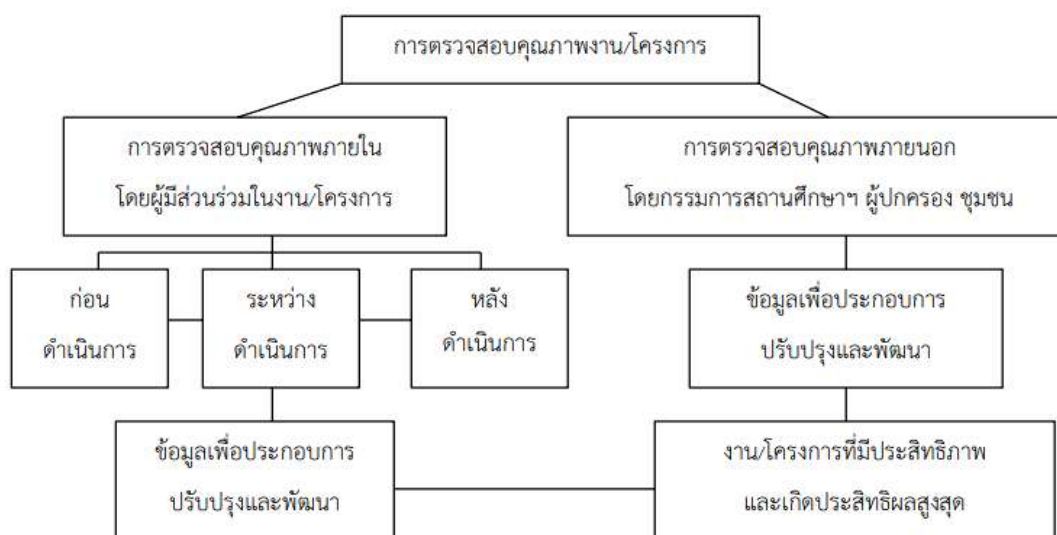 การตรวจสอบคุณภาพงาน/โครงการ
การตรวจสอบคุณภาพภายใน
โดยผู้มีส่วนร่วมในงาน/โครงการ
การตรวจสอบคุณภาพภายนอก
โดยกรรมการสถานศึกษาฯ ผู้ปกครอง ชุมชน
ก่อน
ดำเนินการ
ระหว่าง
ดำเนินการ
หลัง
ดำเนินการ
ข้อมูลเพื่อประกอบการ
ปรับปรุงและพัฒนา
ข้อมูลเพื่อประกอบการ
ปรับปรุงและพัฒนา
งาน/โครงการที่มีประสิทธิภาพ
และเกิดประสิทธิผลสูงสุด